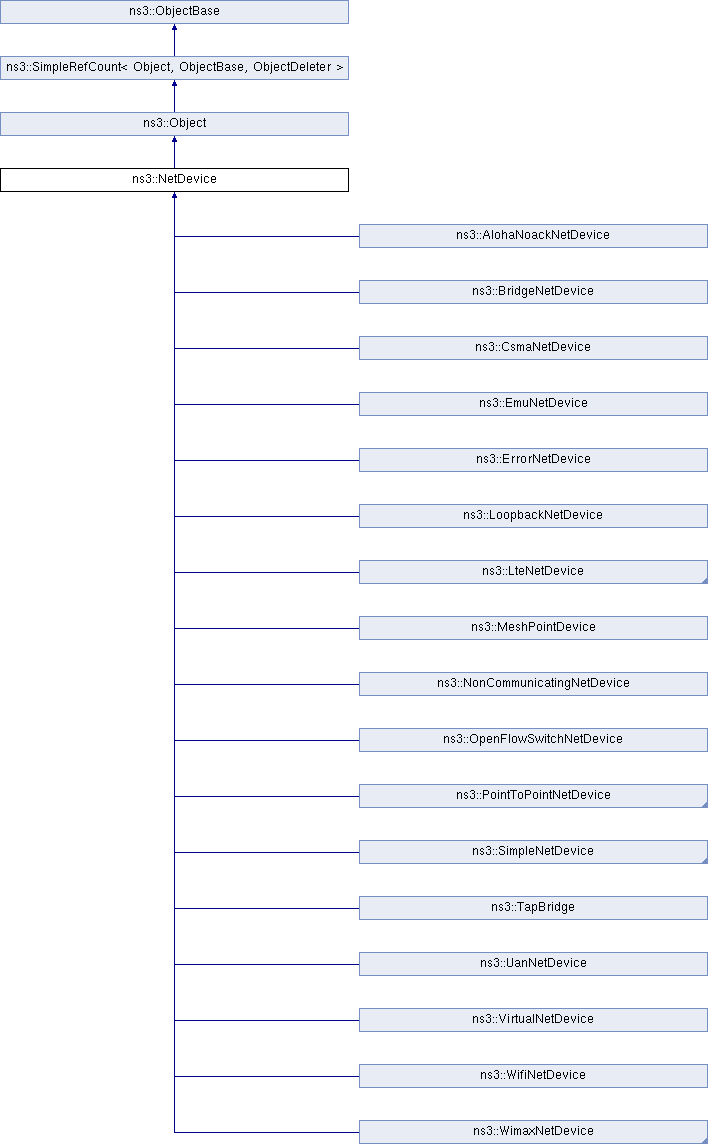 ns3::ObjectBase
ns3::SimpleRefCount< Object, ObjectBase, ObjectDeleter >
ns3::Object
ns3::NetDevice
ns3::AlohaNoackNetDevice
ns3::BridgeNetDevice
ns3::CsmaNetDevice
ns3::EmuNetDevice
ns3::ErrorNetDevice
ns3::LoopbackNetDevice
ns3::LteNetDevice
ns3::MeshPointDevice
ns3::NonCommunicatingNetDevice
ns3::OpenFlowSwitchNetDevice
ns3::PointToPointNetDevice
ns3::SimpleNetDevice
ns3::TapBridge
ns3::UanNetDevice
ns3::VirtualNetDevice
ns3::WifiNetDevice
ns3::WimaxNetDevice